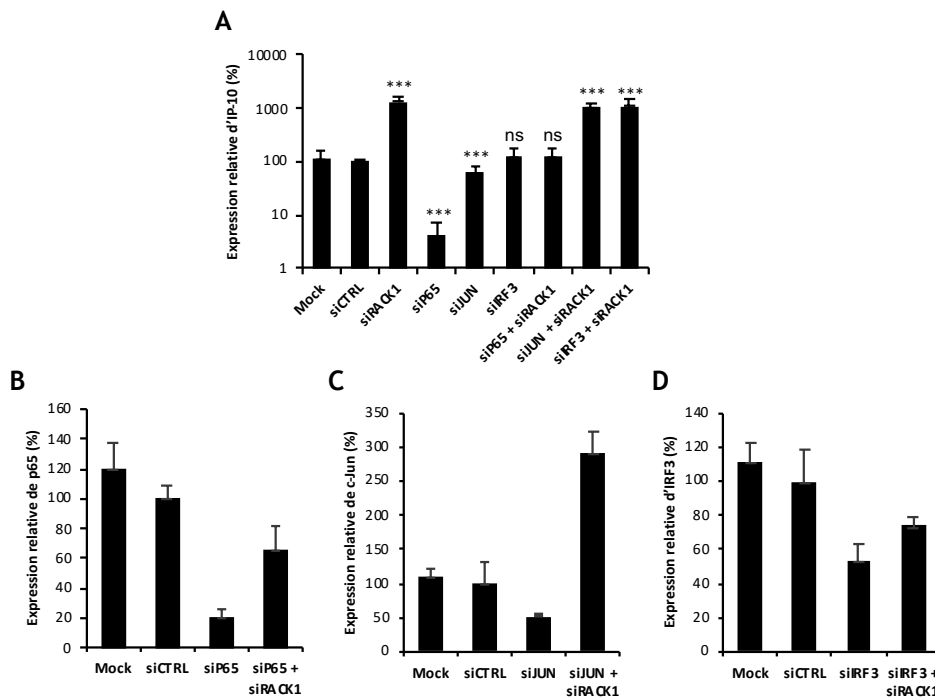 A
Expression relative d'IP-10 (%)
10000
1000
100
10
1
***
***
***
ns
ns
***
***
Mock
siCTRL
siRACK1
siP65
siJUN
siIRF3
siP65 + siRACK1
siJUN + siRACK1
siIRF3 + siRACK1
B
Expression relative de p65 (%)
160
140
120
100
80
60
40
20
0
Mock
siCTRL
siP65
siP65 +
siRACK1
C
Expression relative de c-Jun (%)
350
300
250
200
150
100
50
0
Mock
siCTRL
siJUN
siJUN +
siRACK1
D
Expression relative d'IRF3 (%)
140
120
100
80
60
40
20
0
Mock
siCTRL
siIRF3
siIRF3 +
siRACK1